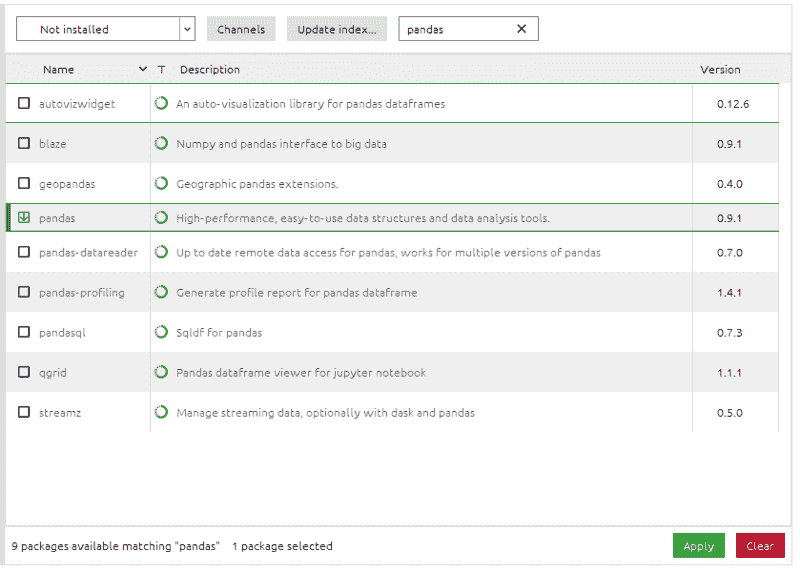 Not installed Channels Update index... pandas
Name T Description Version
autovizwidget An auto-visualization library for pandas dataframes 0.12.6
blaze Numpy and pandas interface to big data 0.9.1
geopandas Geographic pandas extensions. 0.4.0
pandas High-performance, easy-to-use data structures and data analysis tools. 0.9.1
pandas-datareader Up to date remote data access for pandas, works for multiple versions of pandas 0.7.0
pandas-profiling Generate profile report for pandas dataframe 1.4.1
pandasql Sqldf for pandas 0.7.3
qgrid Pandas dataframe viewer for jupyter notebook 1.1.1
streamz Manage streaming data, optionally with dask and pandas 0.5.0
9 packages available matching "pandas" 1 package selected Apply Clear